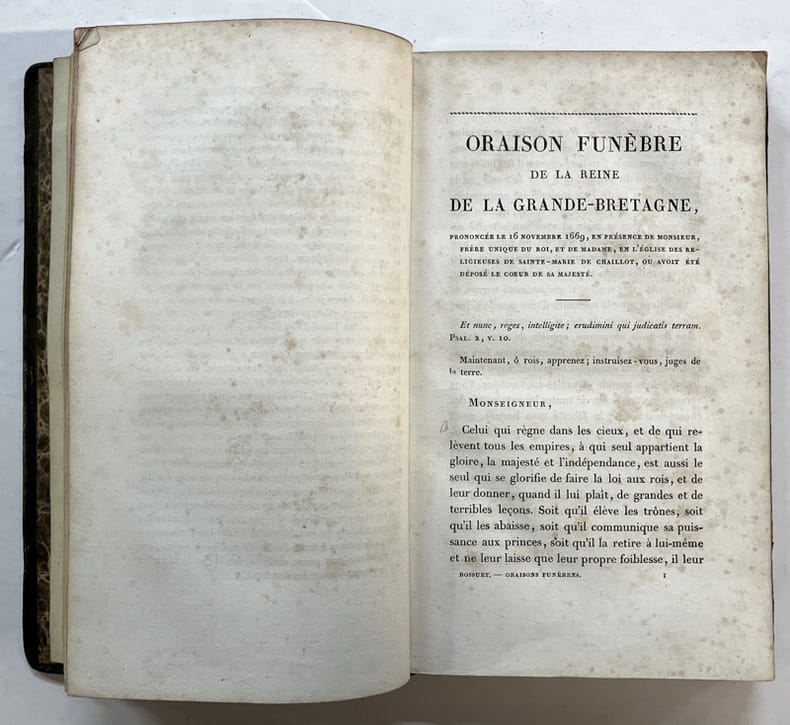 ORAISON FUNÈBRE
DE LA REINE
DE LA GRANDE-BRETAGNE,
PRONONCÉE LE 16 NOVEMBRE 1669, EN PRÉSENCE DE MONSIEUR,
FRÈRE UNIQUE DU ROI, ET DE MADAME, EN L'ÉGLISE DES RE-
LIGIEUSES DE SAINTE-MARIE DE CHAILLOT, OU AVOIT ÉTÉ
DÉPOSÉ LE COEUR DE SA MAJESTÉ.
Et nunc, reges, intelligite; erudimini qui judicatis terram.
PSAL. 2, v. 10.
Maintenant, ô rois, apprenez; instruisez-vous, juges de
la terre.
MONSEIGNEUR,
Celui qui règne dans les cieux, et de qui re-
lèvent tous les empires, à qui seul appartient la
gloire, la majesté et l'indépendance, est aussi le
seul qui se glorifie de faire la loi aux rois, et de
leur donner, quand il lui plaît, de grandes et de
terribles leçons. Soit qu'il élève les trônes, soit
qu'il les abaisse, soit qu'il communique sa puis-
sance aux princes, soit qu'il la retire à lui-même
et ne leur laisse que leur propre foiblesse, il leur
BOSSUET. — ORAISONS FUNÈBRES. 1